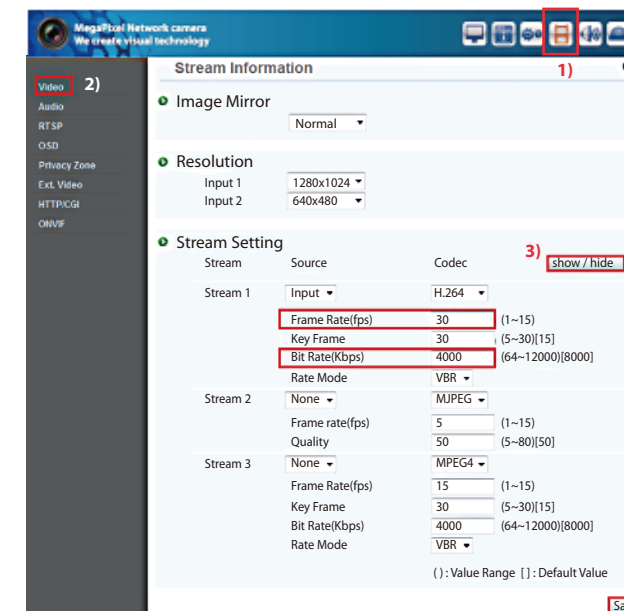 MegaPixel Network camera
We create visual technology
1)
Stream Information
Video 2)
Audio
RTSP
OSD
Privacy Zone
Ext. Video
HTTP/CGI
ONVIF
Image Mirror
Normal
Resolution
Input 1 1280x1024
Input 2 640x480
Stream Setting
3)
Stream Source Codec show / hide
Stream 1 Input H.264
Frame Rate(fps) 30 (1~15)
Key Frame 30 (5~30)[15]
Bit Rate(Kbps) 4000 (64~12000)[8000]
Rate Mode VBR
Stream 2 None MJPEG
Frame rate(fps) 5 (1~15)
Quality 50 (5~80)[50]
Stream 3 None MPEG4
Frame Rate(fps) 15 (1~15)
Key Frame 30 (5~30)[15]
Bit Rate(Kbps) 4000 (64~12000)[8000]
Rate Mode VBR
( ) : Value Range [ ] : Default Value